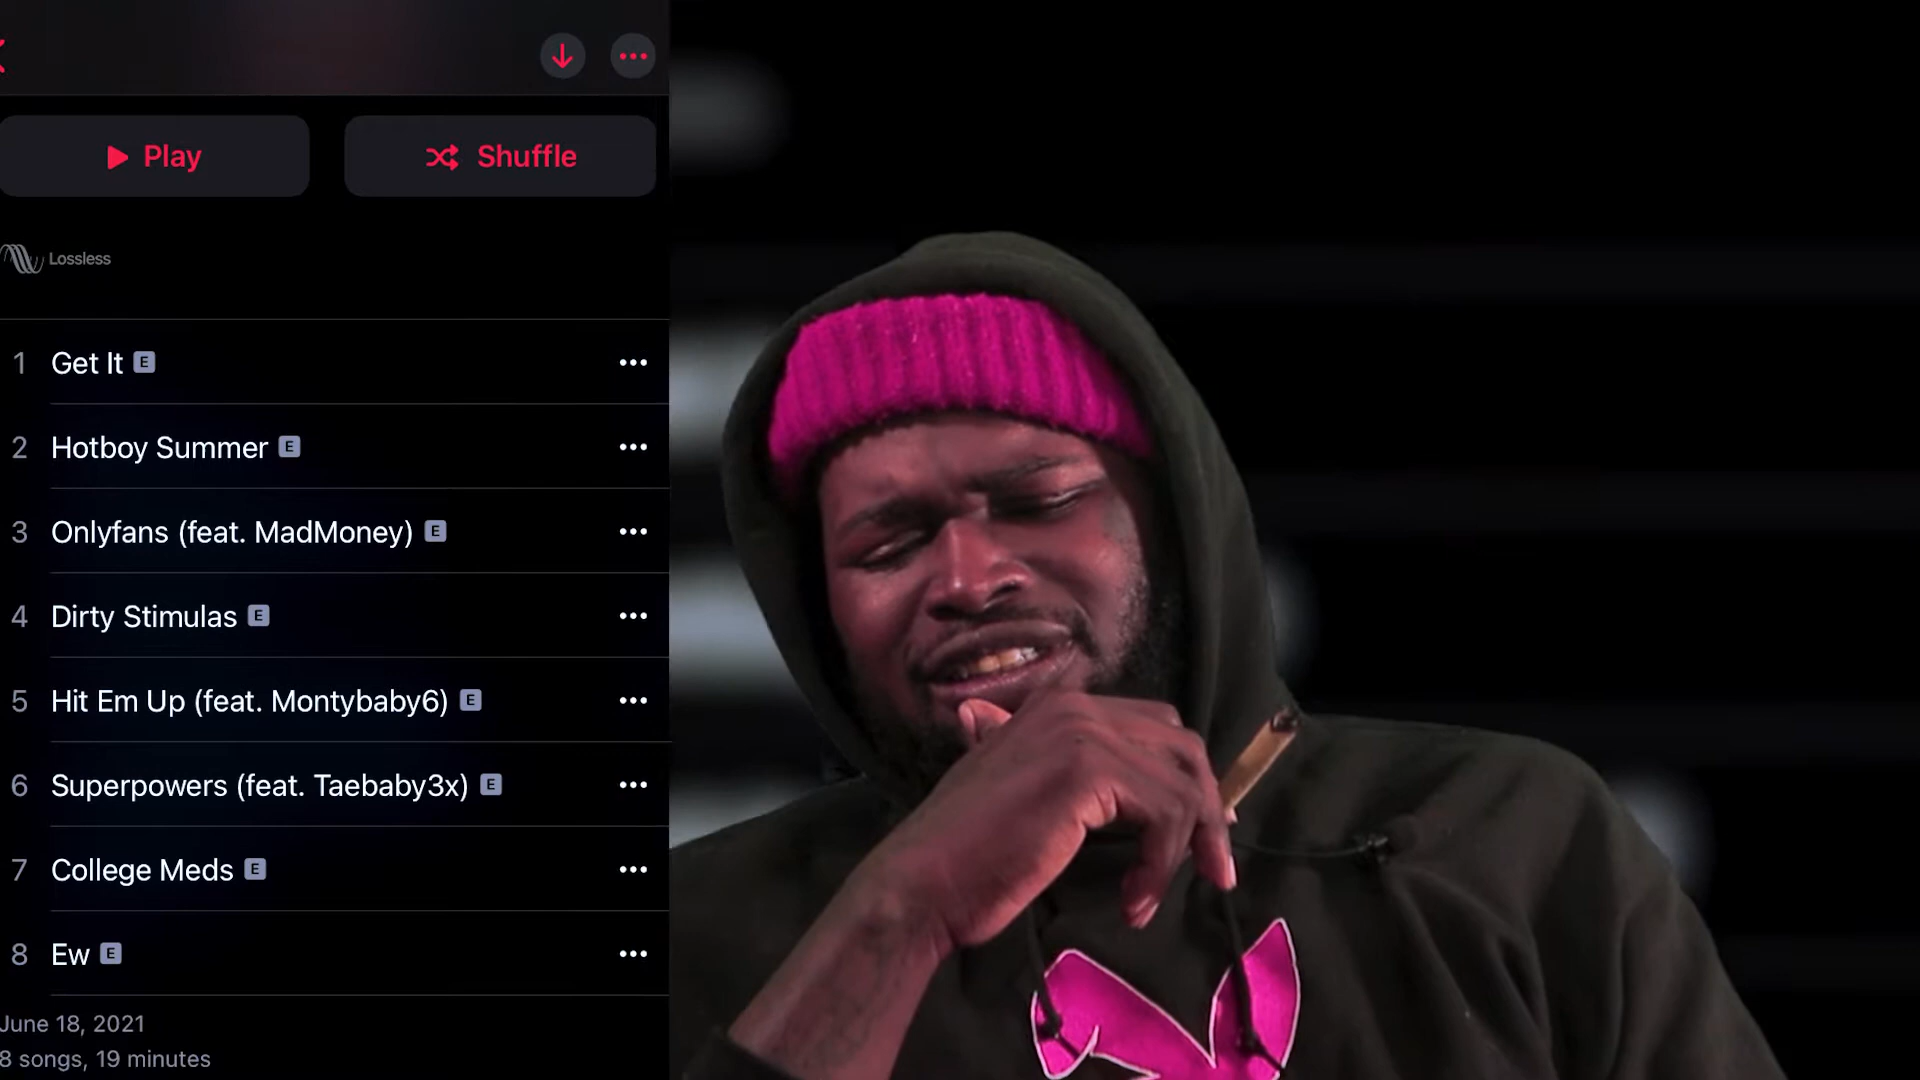 Play
Shuffle
Lossless
1 Get It E
2 Hotboy Summer E
3 Onlyfans (feat. MadMoney) E
4 Dirty Stimulas E
5 Hit Em Up (feat. Montybaby6) E
6 Superpowers (feat. Taebaby3x) E
7 College Meds E
8 Ew E
June 18, 2021
8 songs, 19 minutes